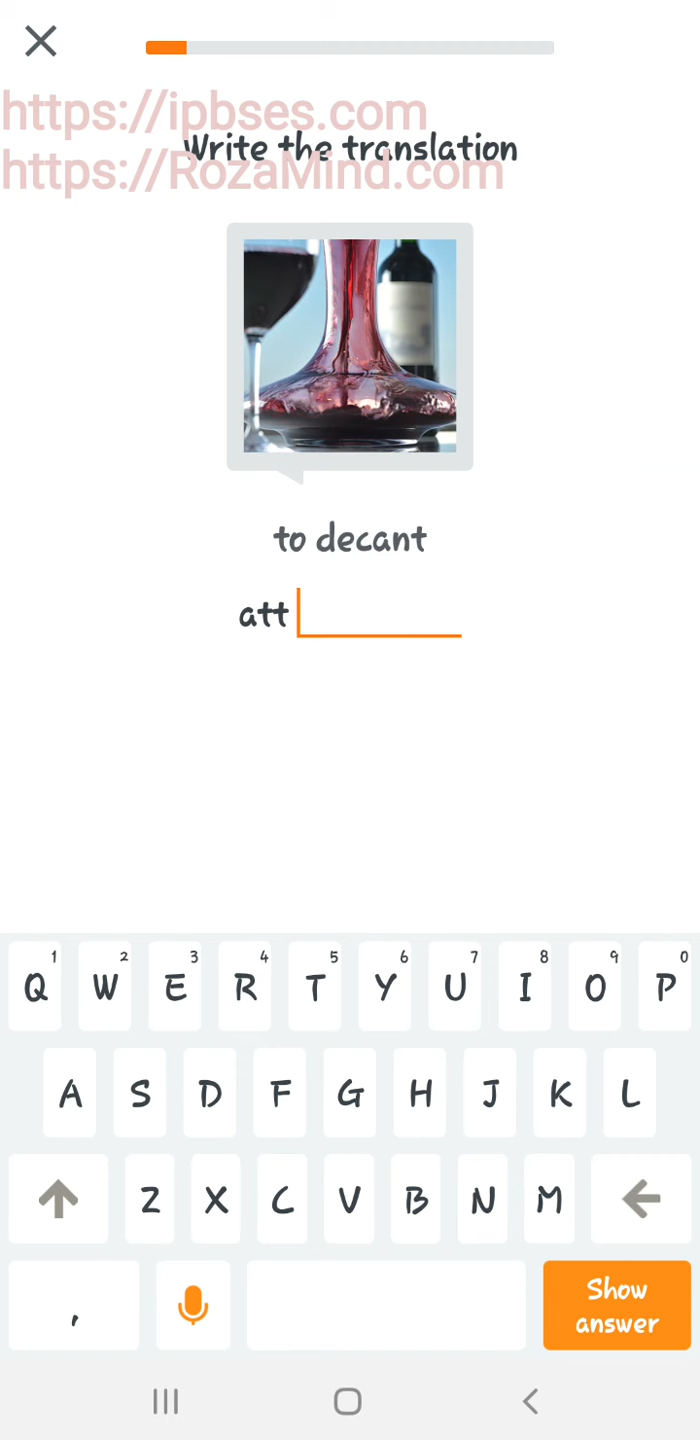 https://ipbses.com
Write the translation
https://RozaMind.com
to decant
att
1 2 3 4 5 6 7 8 9 0
Q W E R T Y U I O P
A S D F G H J K L
Z X C V B N M
,
Show
answer